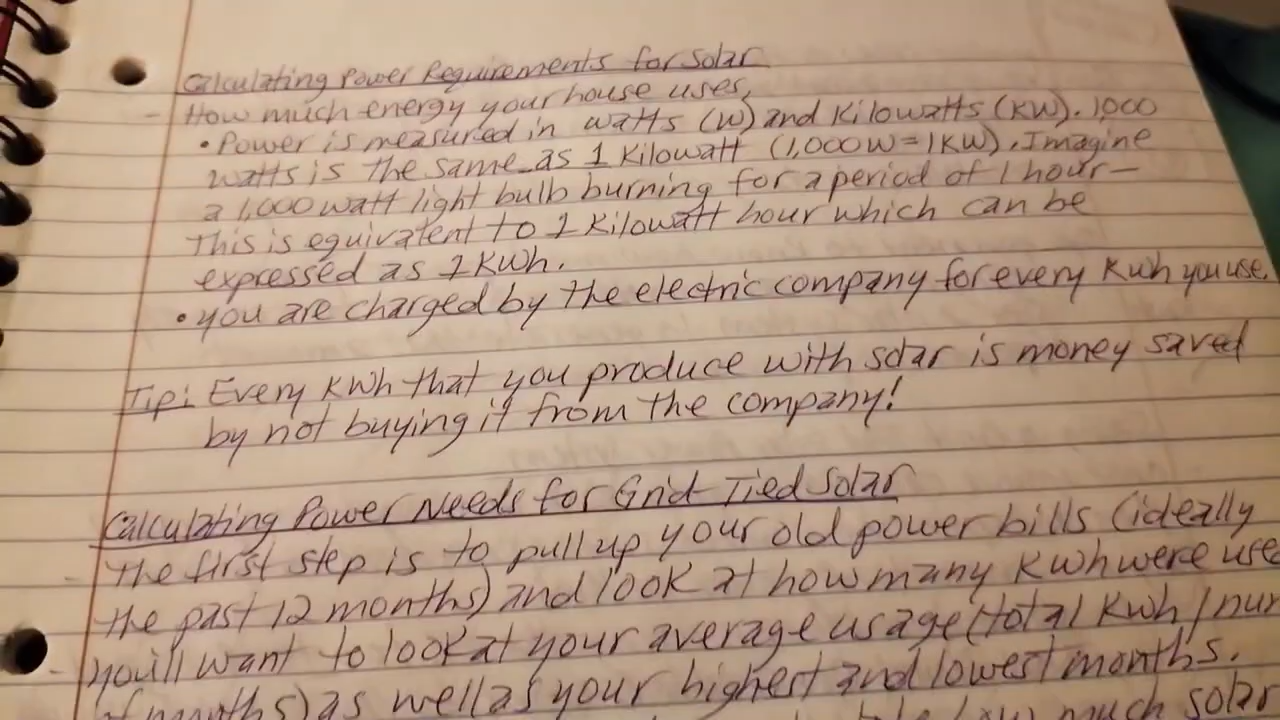 Calculating Power Requirements for Solar
- How much energy your house uses,
• Power is measured in watts (W) and Kilowatts (KW). 1,000
watts is the same as 1 Kilowatt (1,000W=1KW). Imagine
a 1,000 watt light bulb burning for a period of 1 hour—
This is equivalent to 1 Kilowatt hour which can be
expressed as 1 KWh.
• you are charged by the electric company for every KWh you use.
Tip: Every KWh that you produce with solar is money saved
by not buying it from the company!
Calculating Power Needs for Grid-Tied Solar
- The first step is to pull up your old power bills (ideally
the past 12 months) and look at how many KWh were use
- you'll want to look at your average usage (total KWh /
of months) as well as your highest and lowest months.
much solar